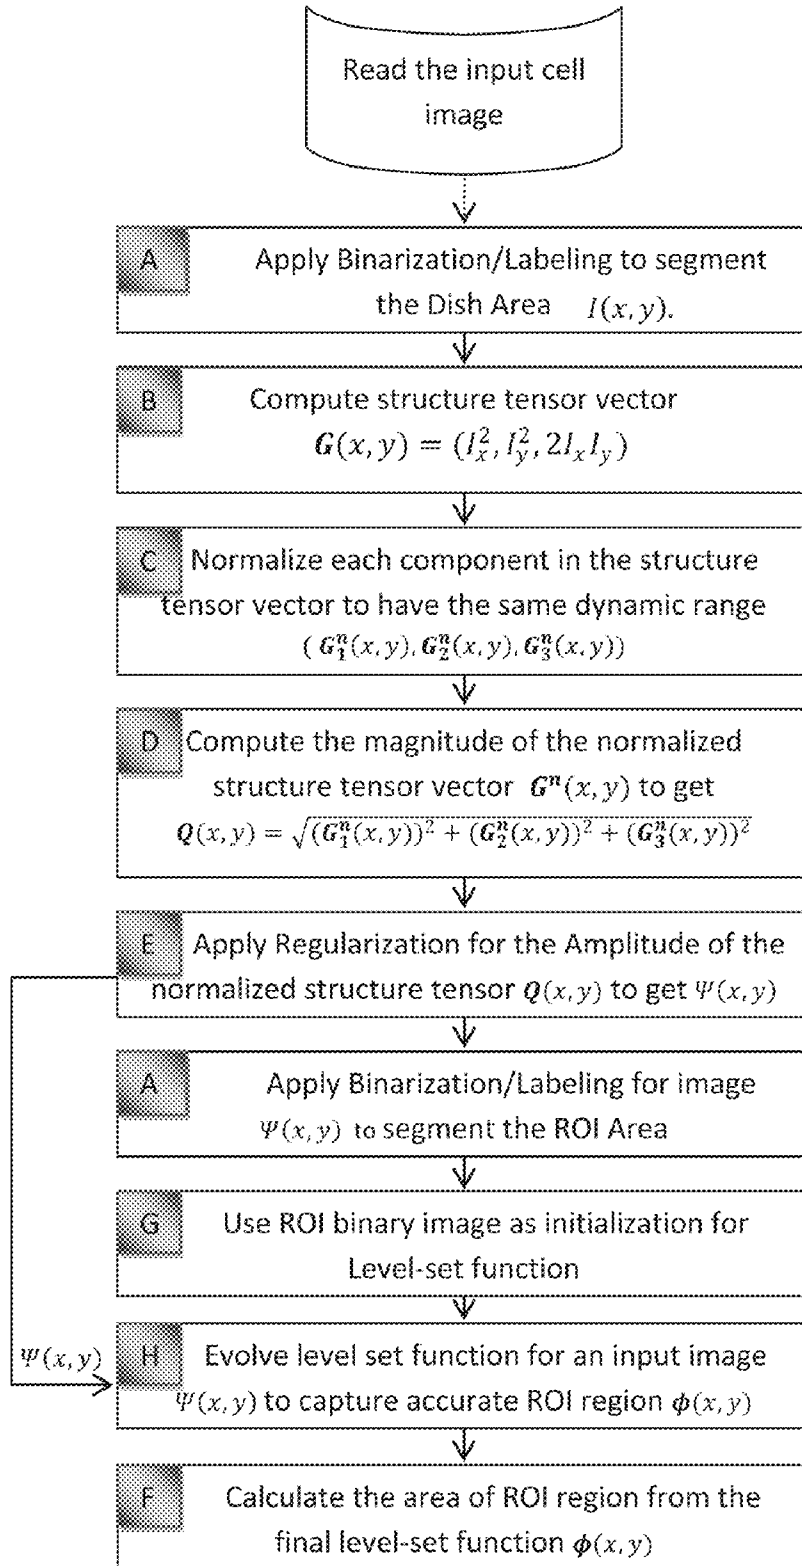 Read the input cell
image
A
Apply Binarization/Labeling to segment
the Dish Area I(x, y).
B
Compute structure tensor vector
G(x, y) = (I_x^2, I_y^2, 2I_xI_y)
C
Normalize each component in the structure
tensor vector to have the same dynamic range
( G_1^n(x, y), G_2^n(x, y), G_3^n(x, y))
D
Compute the magnitude of the normalized
structure tensor vector G^n(x, y) to get
Q(x, y) = √((G_1^n(x, y))^2 + (G_2^n(x, y))^2 + (G_3^n(x, y))^2)
E
Apply Regularization for the Amplitude of the
normalized structure tensor Q(x, y) to get Ψ(x, y)
A
Apply Binarization/Labeling for image
Ψ(x, y) to segment the ROI Area
G
Use ROI binary image as initialization for
Level-set function
Ψ(x, y)
H
Evolve level set function for an input image
Ψ(x, y) to capture accurate ROI region ϕ(x, y)
F
Calculate the area of ROI region from the
final level-set function ϕ(x, y)